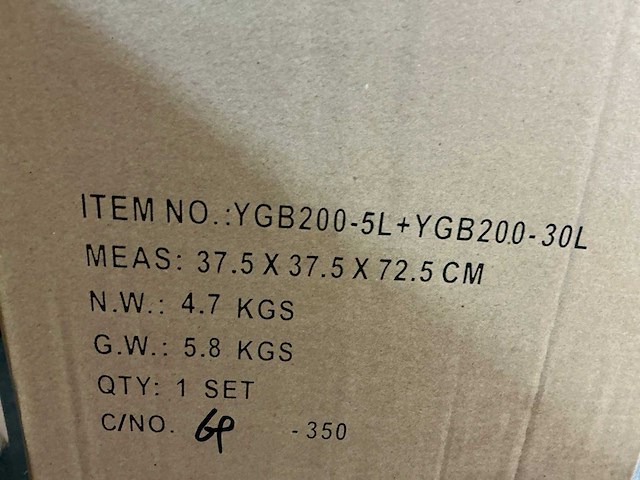 ITEM NO.:YGB200-5L+YGB200-30L
MEAS: 37.5 X 37.5 X 72.5 CM
N.W.: 4.7 KGS
G.W.: 5.8 KGS
QTY: 1 SET
C/NO. -350